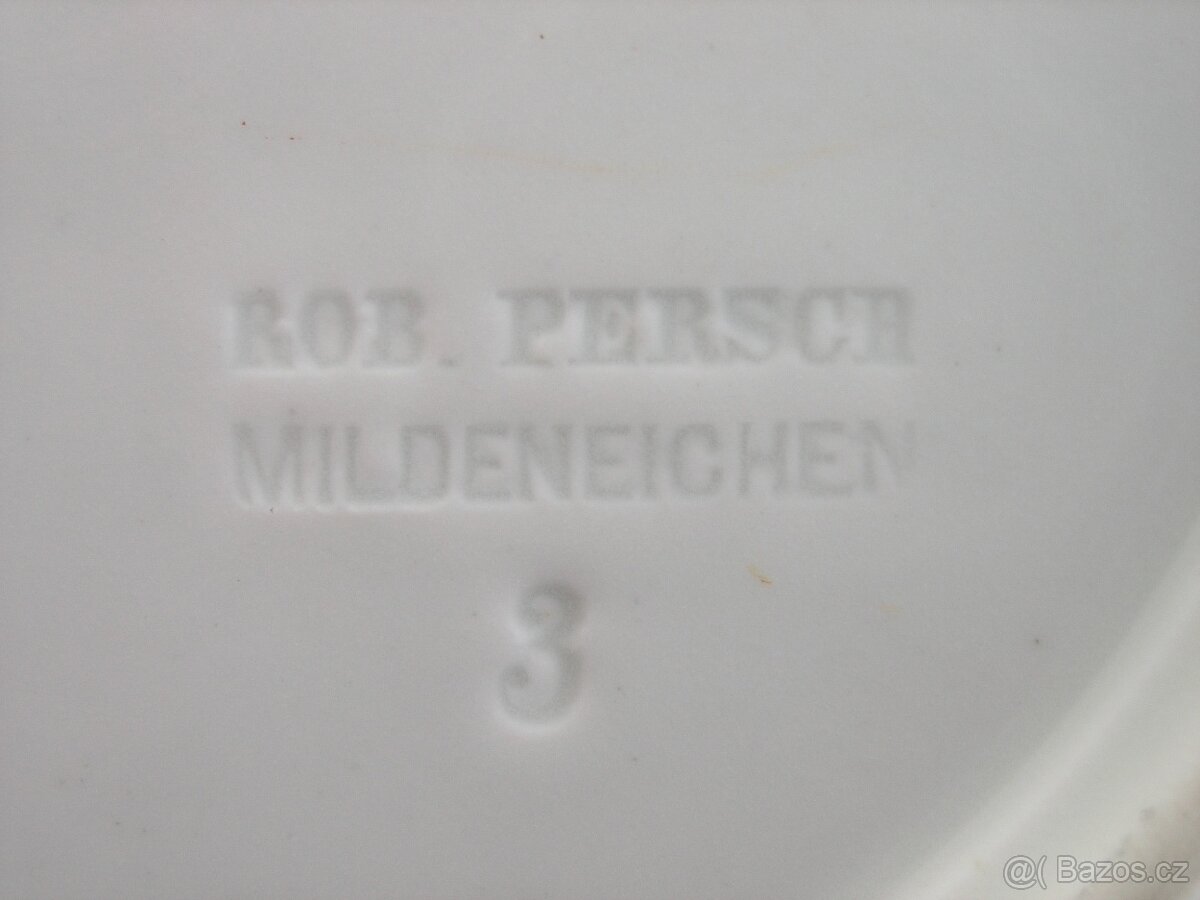 ROB. PERSCH
MILDENEICHEN
3
@( Bazos.cz